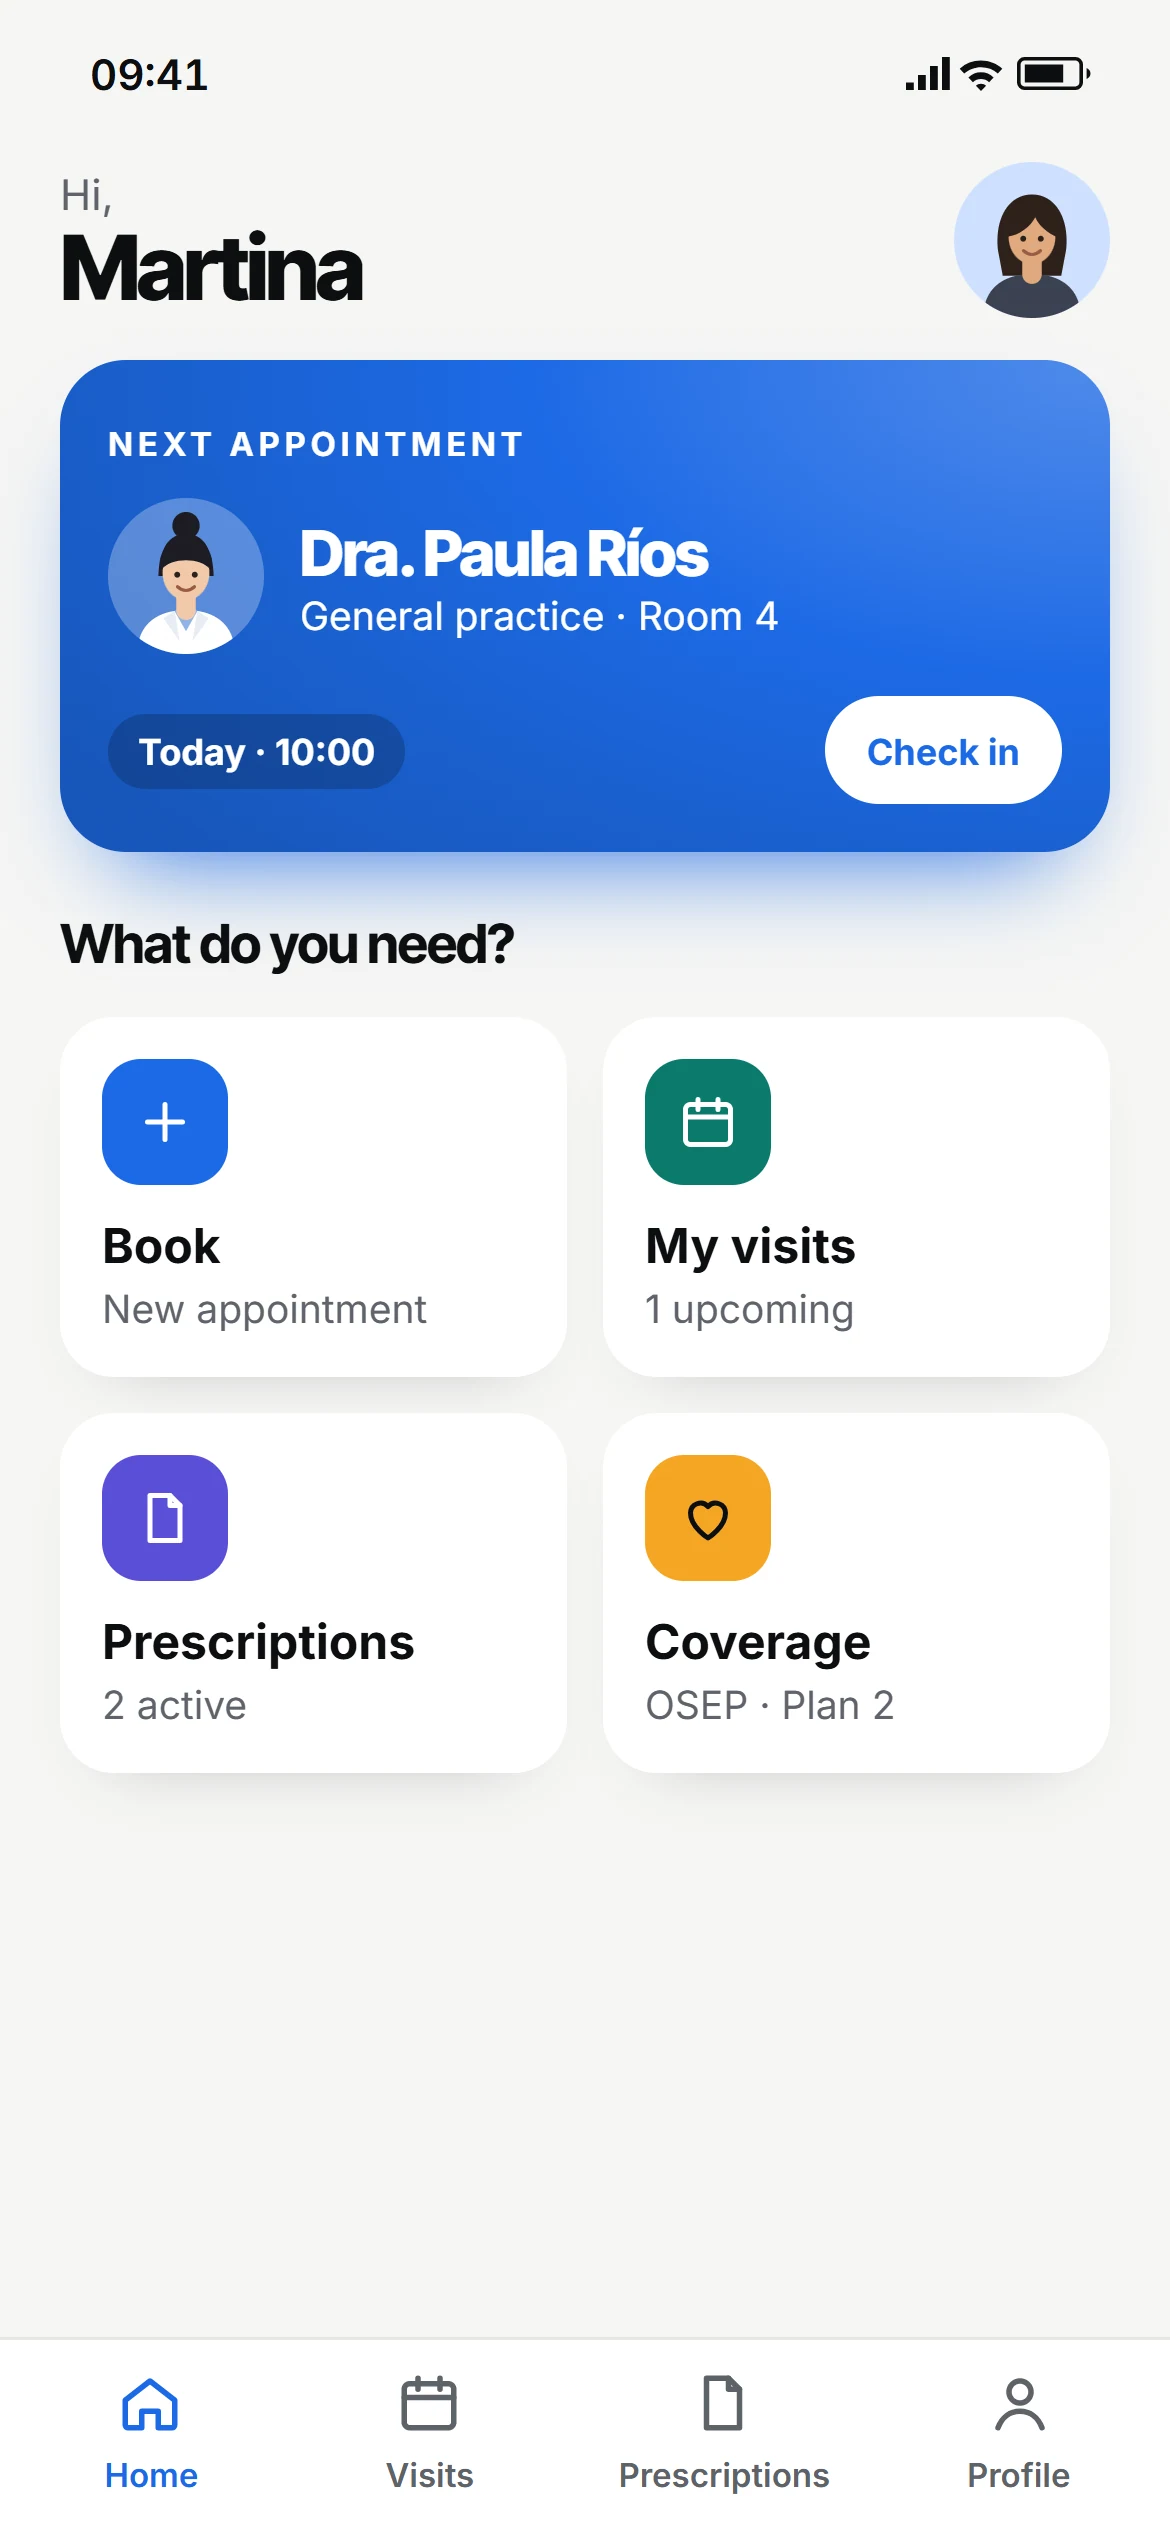 09:41
Hi,
Martina
NEXT APPOINTMENT
Dra. Paula Ríos
General practice · Room 4
Today · 10:00
Check in
What do you need?
Book
New appointment
My visits
1 upcoming
Prescriptions
2 active
Coverage
OSEP · Plan 2
Home
Visits
Prescriptions
Profile